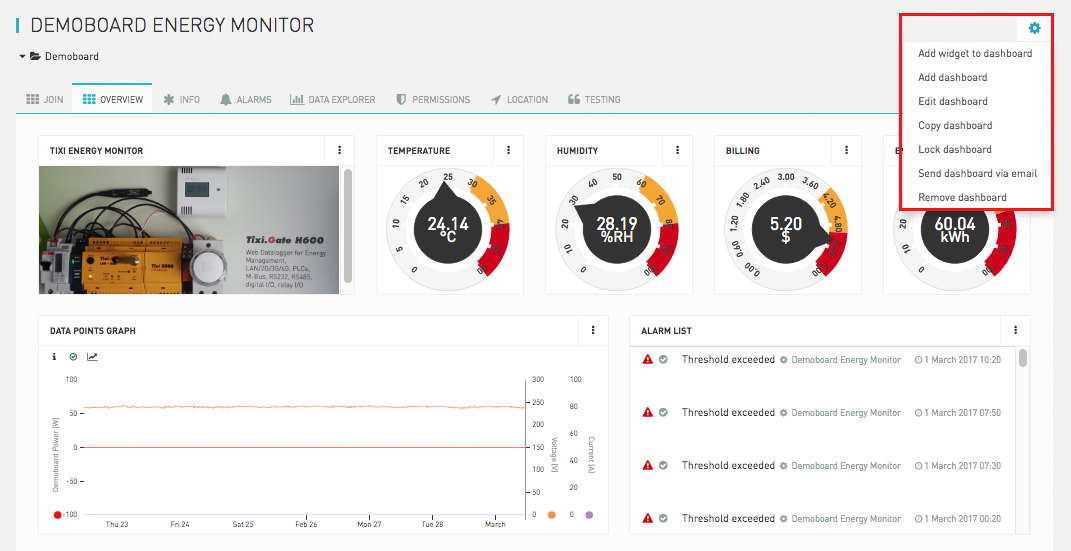 DEMOBOARD ENERGY MONITOR
Demoboard
JOIN OVERVIEW INFO ALARMS DATA EXPLORER PERMISSIONS LOCATION TESTING
Add widget to dashboard
Add dashboard
Edit dashboard
Copy dashboard
Lock dashboard
Send dashboard via email
Remove dashboard
TIXI ENERGY MONITOR
Tixi.Gate H600
Web Datalogger for Energy
Management,
LAN/2G/3G/4G, PLCs,
M-Bus, RS232, RS485,
digital I/O, relay I/O
TEMPERATURE
0 5 10 15 20 25 30 35 40
24.14
°C
HUMIDITY
0 10 20 30 40 50 60 70 80
28.19
%RH
BILLING
0.00 0.60 1.20 1.80 2.40 3.00 3.60 4.20 4.80
5.20
$
60.04
kWh
DATA POINTS GRAPH
100
50
0
-50
-100
Demoboard Power [W]
300
250
200
150
100
50
0
Voltage [V]
100
80
60
40
20
0
Current [A]
Thu 23 Fri 24 Sat 25 Feb 26 Mon 27 Tue 28 March
ALARM LIST
Threshold exceeded Demoboard Energy Monitor 1 March 2017 10:20
Threshold exceeded Demoboard Energy Monitor 1 March 2017 07:50
Threshold exceeded Demoboard Energy Monitor 1 March 2017 07:30
Threshold exceeded Demoboard Energy Monitor 1 March 2017 00:20